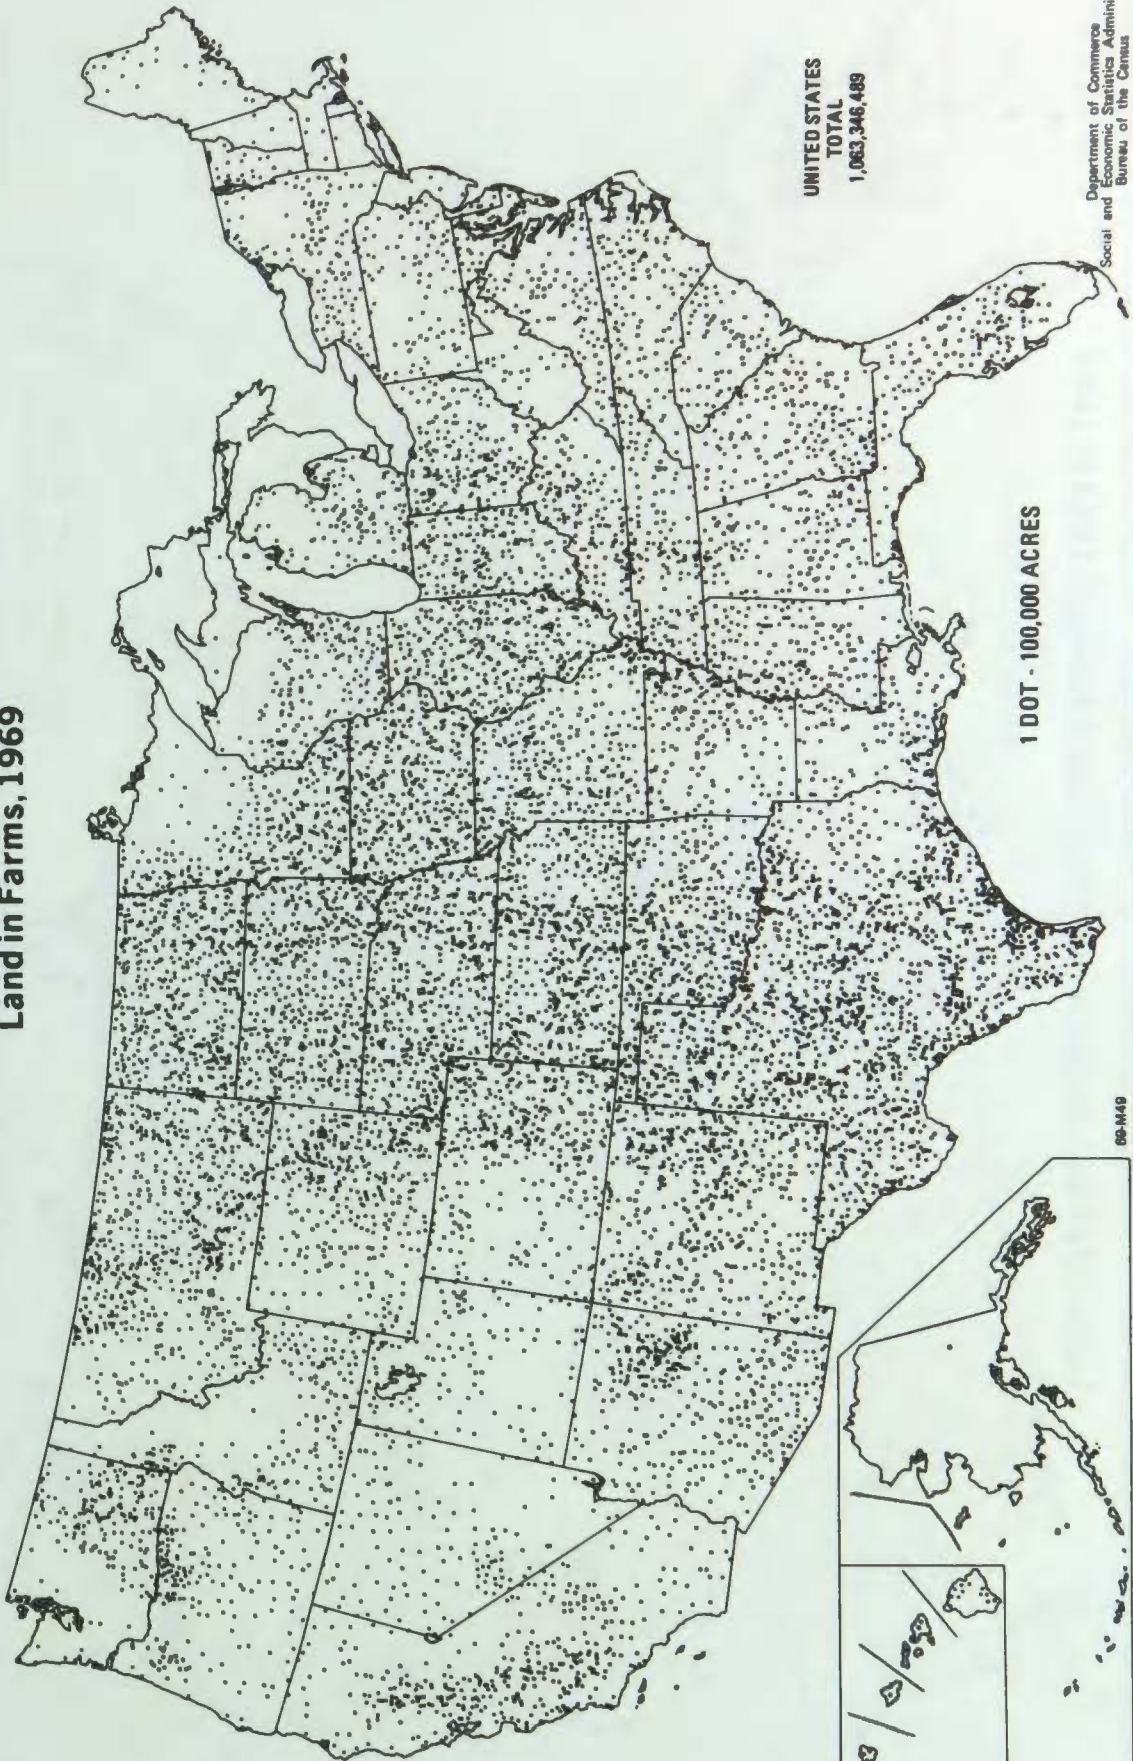 Land in Farms, 1969
UNITED STATES
TOTAL
1,063,346,489
1 DOT - 100,000 ACRES
69-M49
Department of Commerce
Social and Economic Statistics
Bureau of the Census